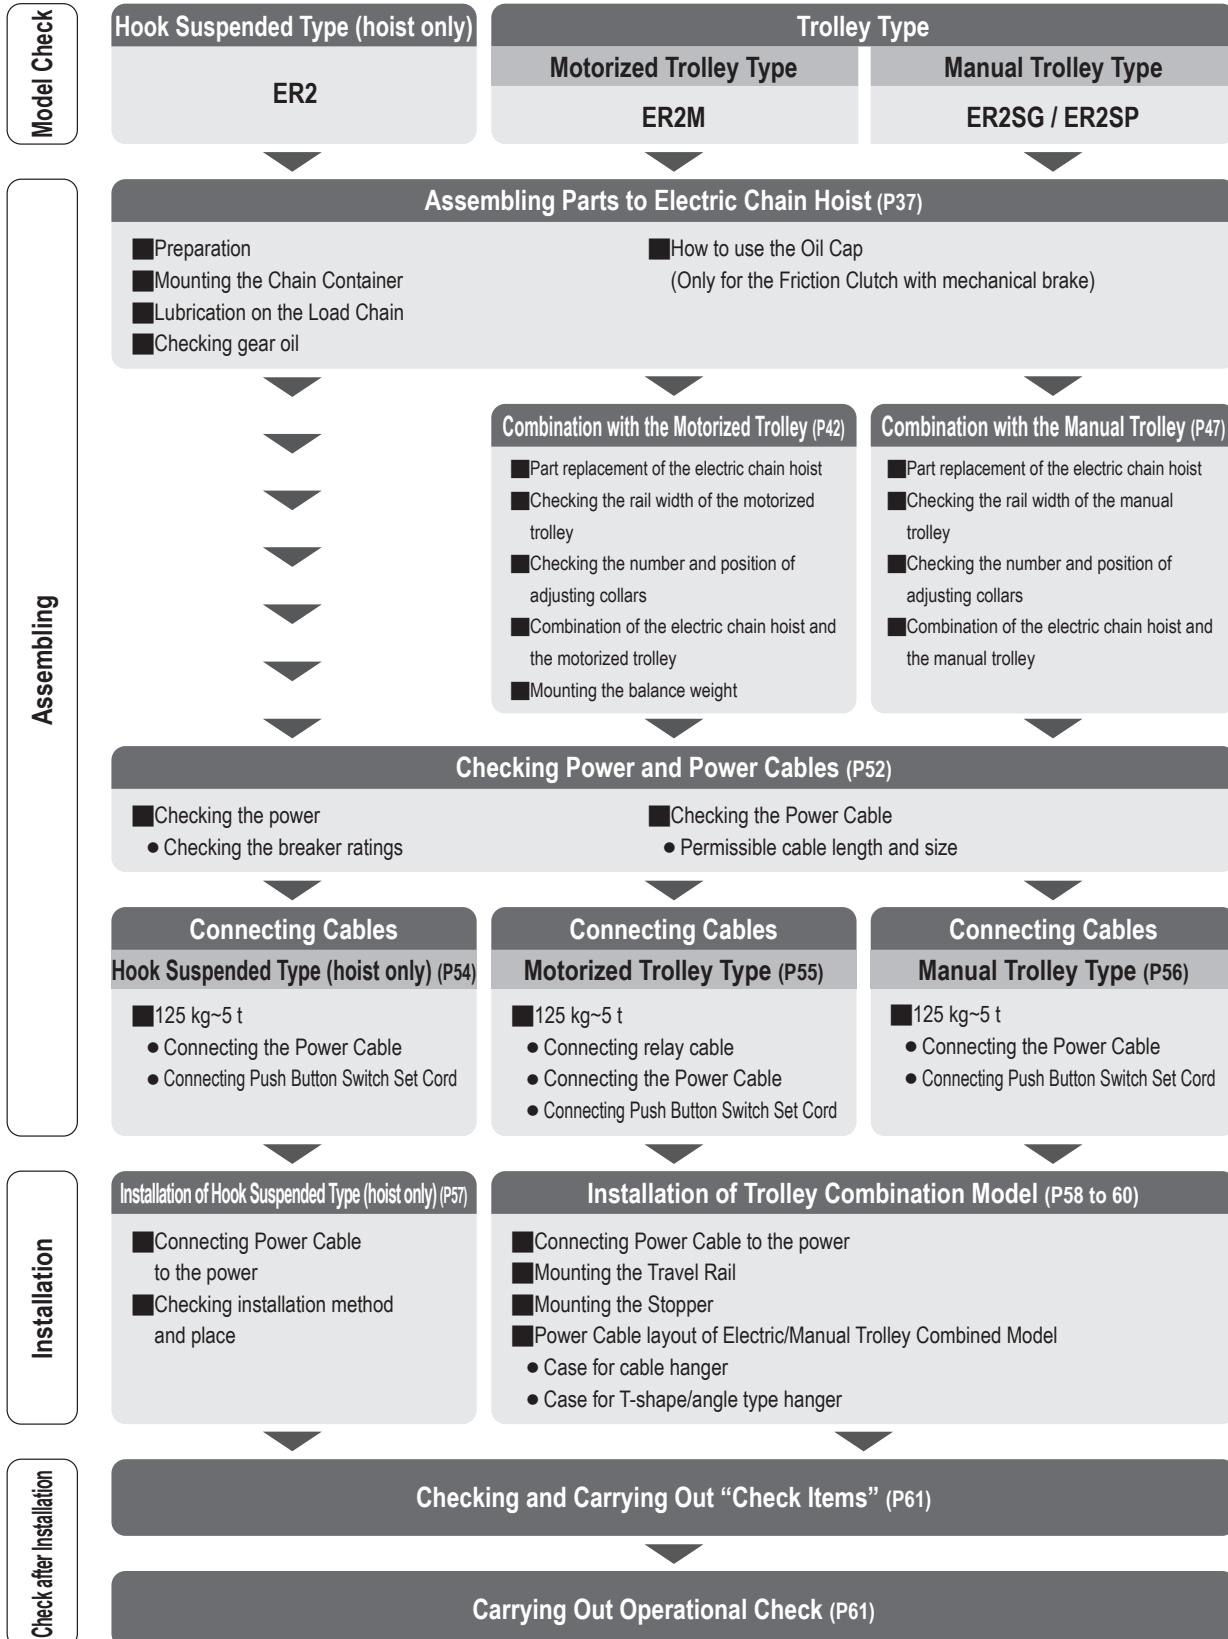 Model Check
Hook Suspended Type (hoist only)
ER2
Trolley Type
Motorized Trolley Type
ER2M
Manual Trolley Type
ER2SG / ER2SP
Assembling
Assembling Parts to Electric Chain Hoist (P37)
■Preparation
■Mounting the Chain Container
■Lubrication on the Load Chain
■Checking gear oil
■How to use the Oil Cap
(Only for the Friction Clutch with mechanical brake)
Combination with the Motorized Trolley (P42)
■Part replacement of the electric chain hoist
■Checking the rail width of the motorized
trolley
■Checking the number and position of
adjusting collars
■Combination of the electric chain hoist and
the motorized trolley
■Mounting the balance weight
Combination with the Manual Trolley (P47)
■Part replacement of the electric chain hoist
■Checking the rail width of the manual
trolley
■Checking the number and position of
adjusting collars
■Combination of the electric chain hoist and
the manual trolley
Checking Power and Power Cables (P52)
■Checking the power
● Checking the breaker ratings
■Checking the Power Cable
● Permissible cable length and size
Connecting Cables
Hook Suspended Type (hoist only) (P54)
■125 kg~5 t
● Connecting the Power Cable
● Connecting Push Button Switch Set Cord
Connecting Cables
Motorized Trolley Type (P55)
■125 kg~5 t
● Connecting relay cable
● Connecting the Power Cable
● Connecting Push Button Switch Set Cord
Connecting Cables
Manual Trolley Type (P56)
■125 kg~5 t
● Connecting the Power Cable
● Connecting Push Button Switch Set Cord
Installation
Installation of Hook Suspended Type (hoist only) (P57)
■Connecting Power Cable
to the power
■Checking installation method
and place
Installation of Trolley Combination Model (P58 to 60)
■Connecting Power Cable to the power
■Mounting the Travel Rail
■Mounting the Stopper
■Power Cable layout of Electric/Manual Trolley Combined Model
● Case for cable hanger
● Case for T-shape/angle type hanger
Check after Installation
Checking and Carrying Out “Check Items” (P61)
Carrying Out Operational Check (P61)